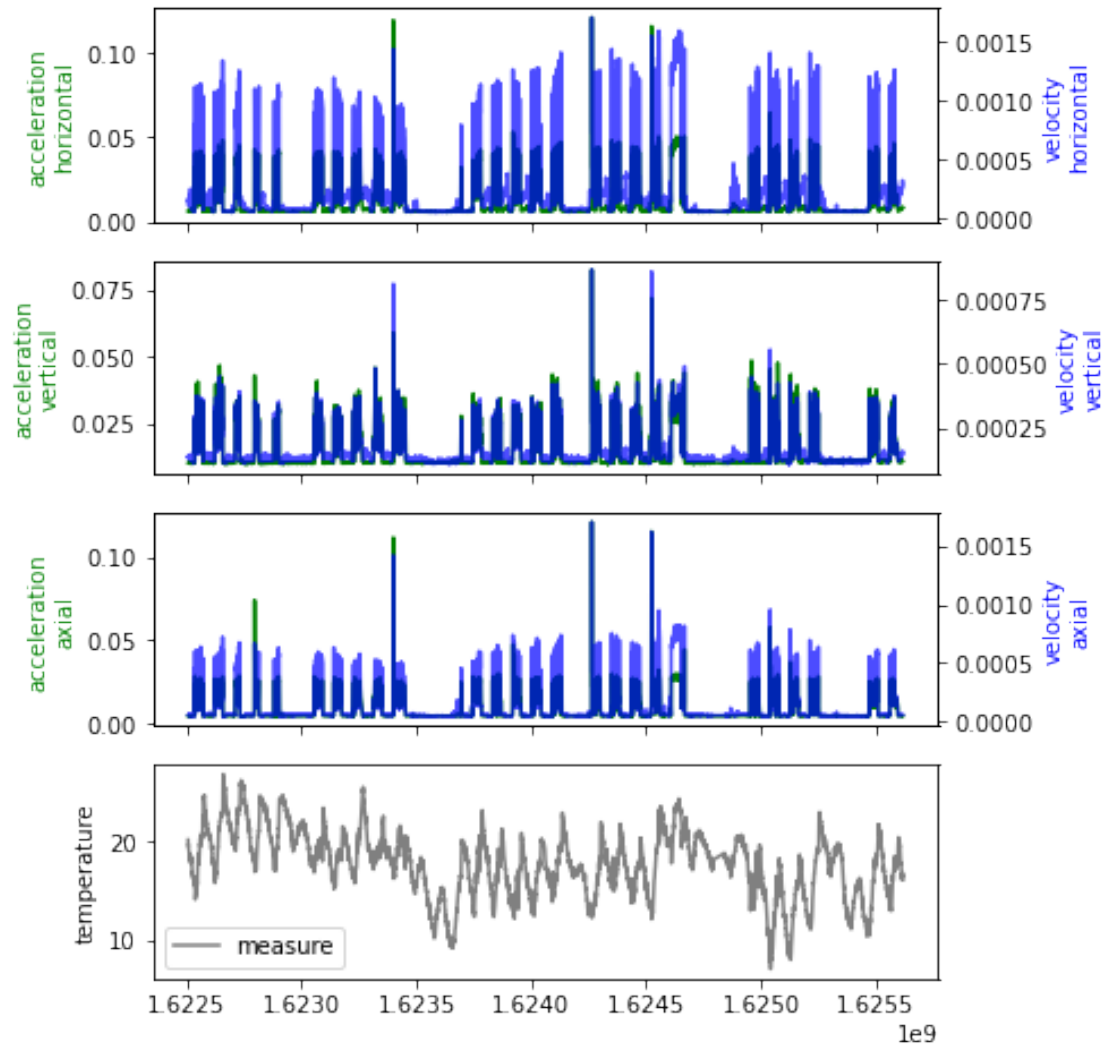 acceleration
horizontal
0.10
0.05
0.00
0.0015
0.0010
0.0005
0.0000
velocity
horizontal
acceleration
vertical
0.075
0.050
0.025
0.00075
0.00050
0.00025
velocity
vertical
acceleration
axial
0.10
0.05
0.00
0.0015
0.0010
0.0005
0.0000
velocity
axial
temperature
20
10
measure
1.6225 1.6230 1.6235 1.6240 1.6245 1.6250 1.6255
1e9